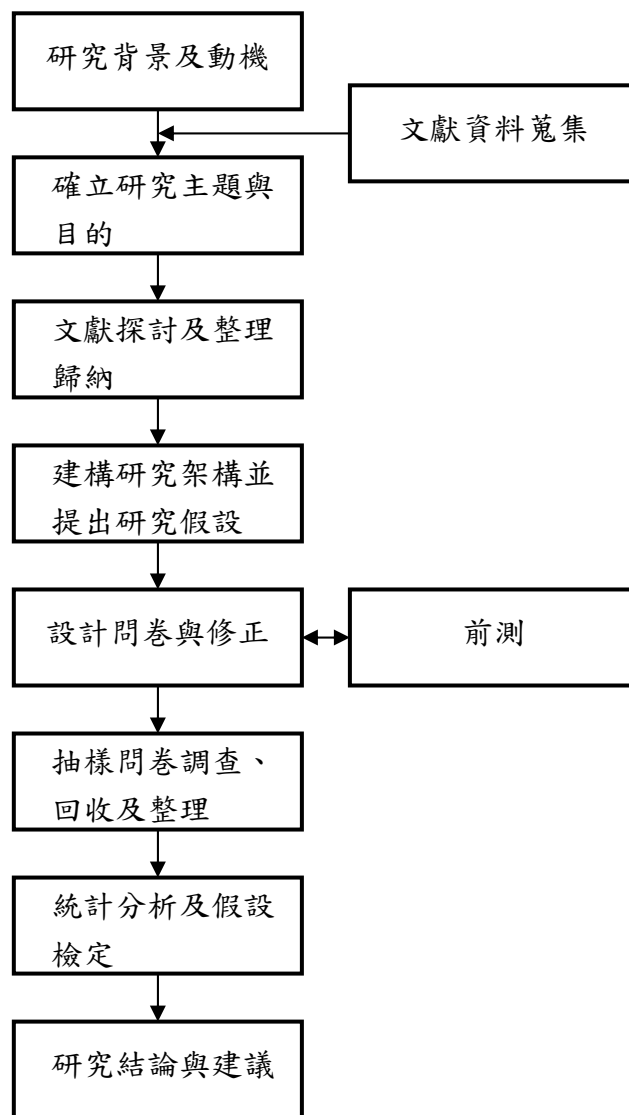 研究背景及動機
文獻資料蒐集
確立研究主題與
目的
文獻探討及整理
歸納
建構研究架構並
提出研究假設
設計問卷與修正
前測
抽樣問卷調查、
回收及整理
統計分析及假設
檢定
研究結論與建議